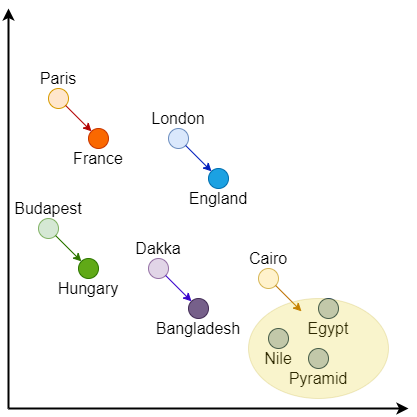 Paris
France
London
England
Budapest
Hungary
Dakka
Bangladesh
Cairo
Egypt
Nile
Pyramid